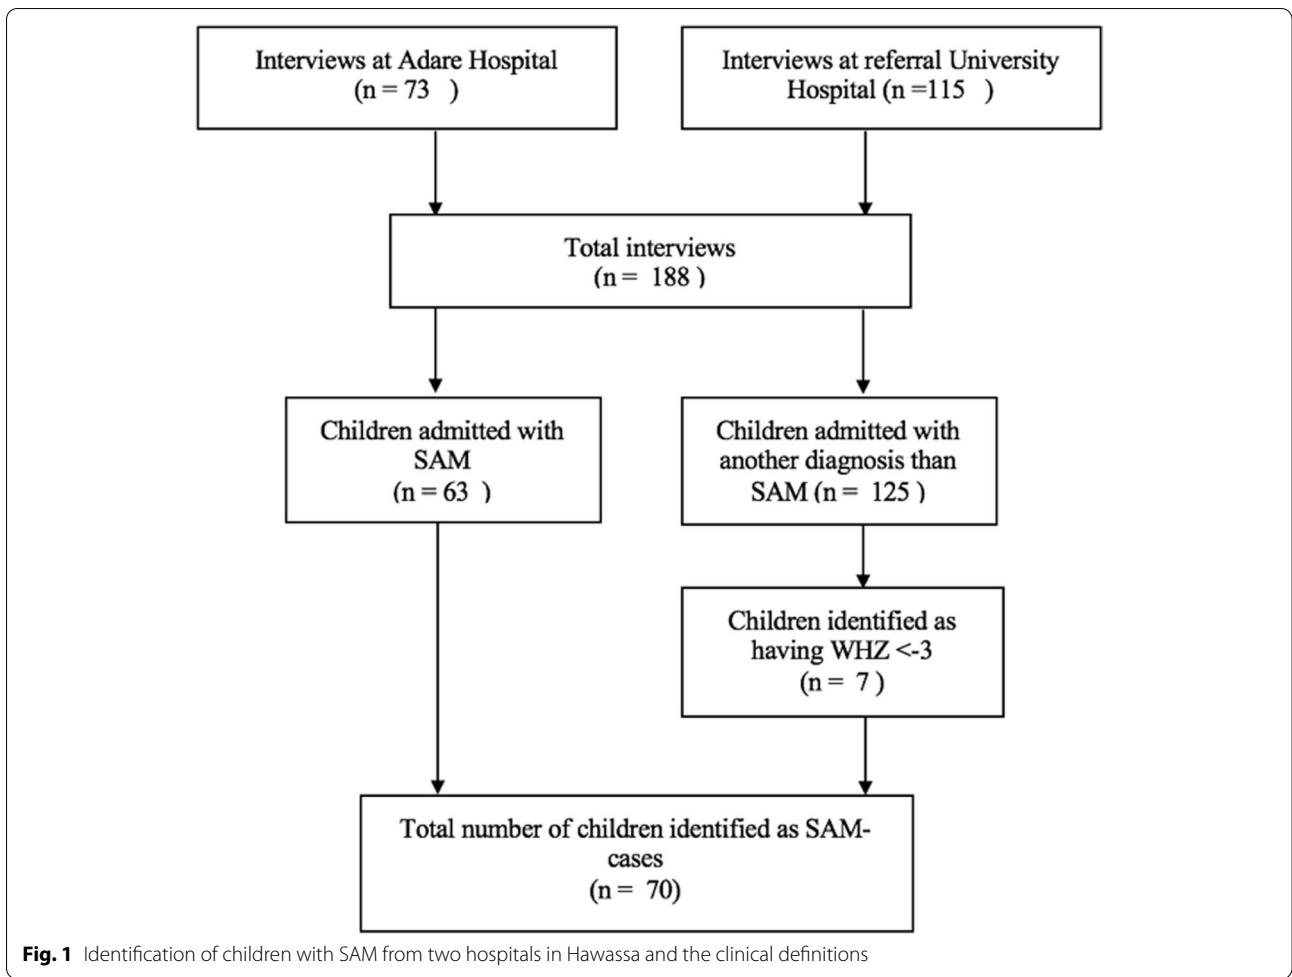 Interviews at Adare Hospital
(n = 73 )
Interviews at referral University
Hospital (n =115 )
Total interviews
(n = 188 )
Children admitted with
SAM
(n = 63 )
Children admitted with
another diagnosis than
SAM (n = 125 )
Children identified as
having WHZ <-3
(n = 7 )
Total number of children identified as SAM-
cases
(n = 70)
Fig. 1 Identification of children with SAM from two hospitals in Hawassa and the clinical definitions